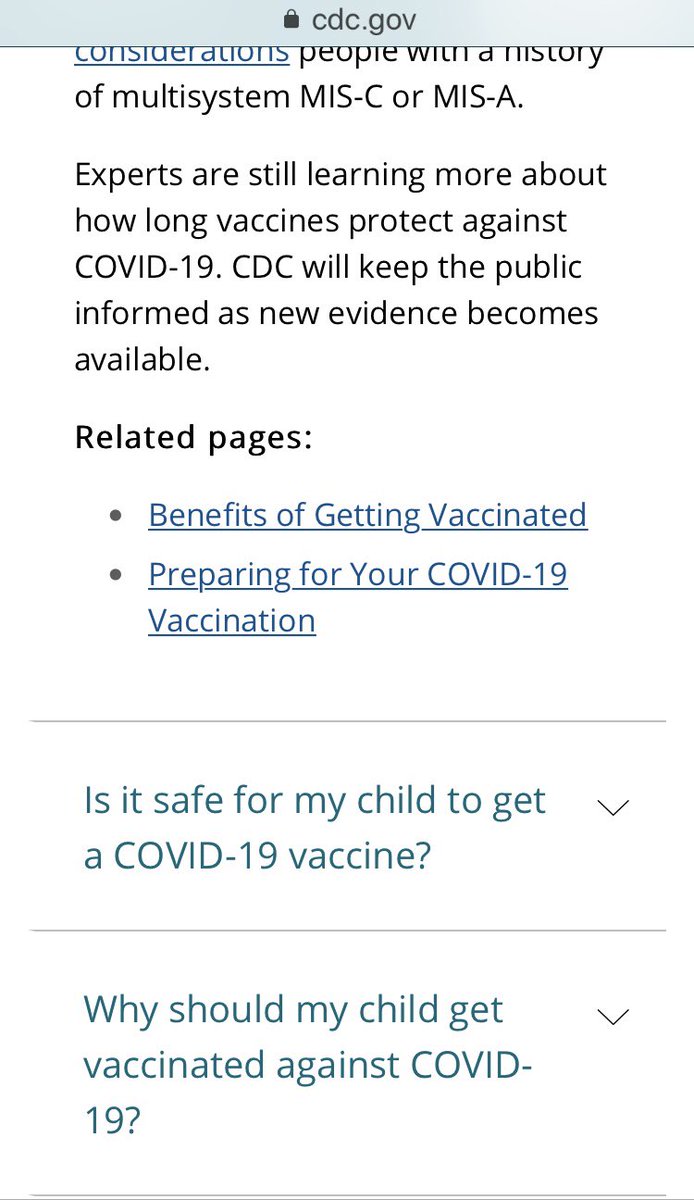 cdc.gov
considerations people with a history
of multisystem MIS-C or MIS-A.
Experts are still learning more about
how long vaccines protect against
COVID-19. CDC will keep the public
informed as new evidence becomes
available.
Related pages:
Benefits of Getting Vaccinated
Preparing for Your COVID-19
Vaccination
Is it safe for my child to get
a COVID-19 vaccine?
Why should my child get
vaccinated against COVID-
19?